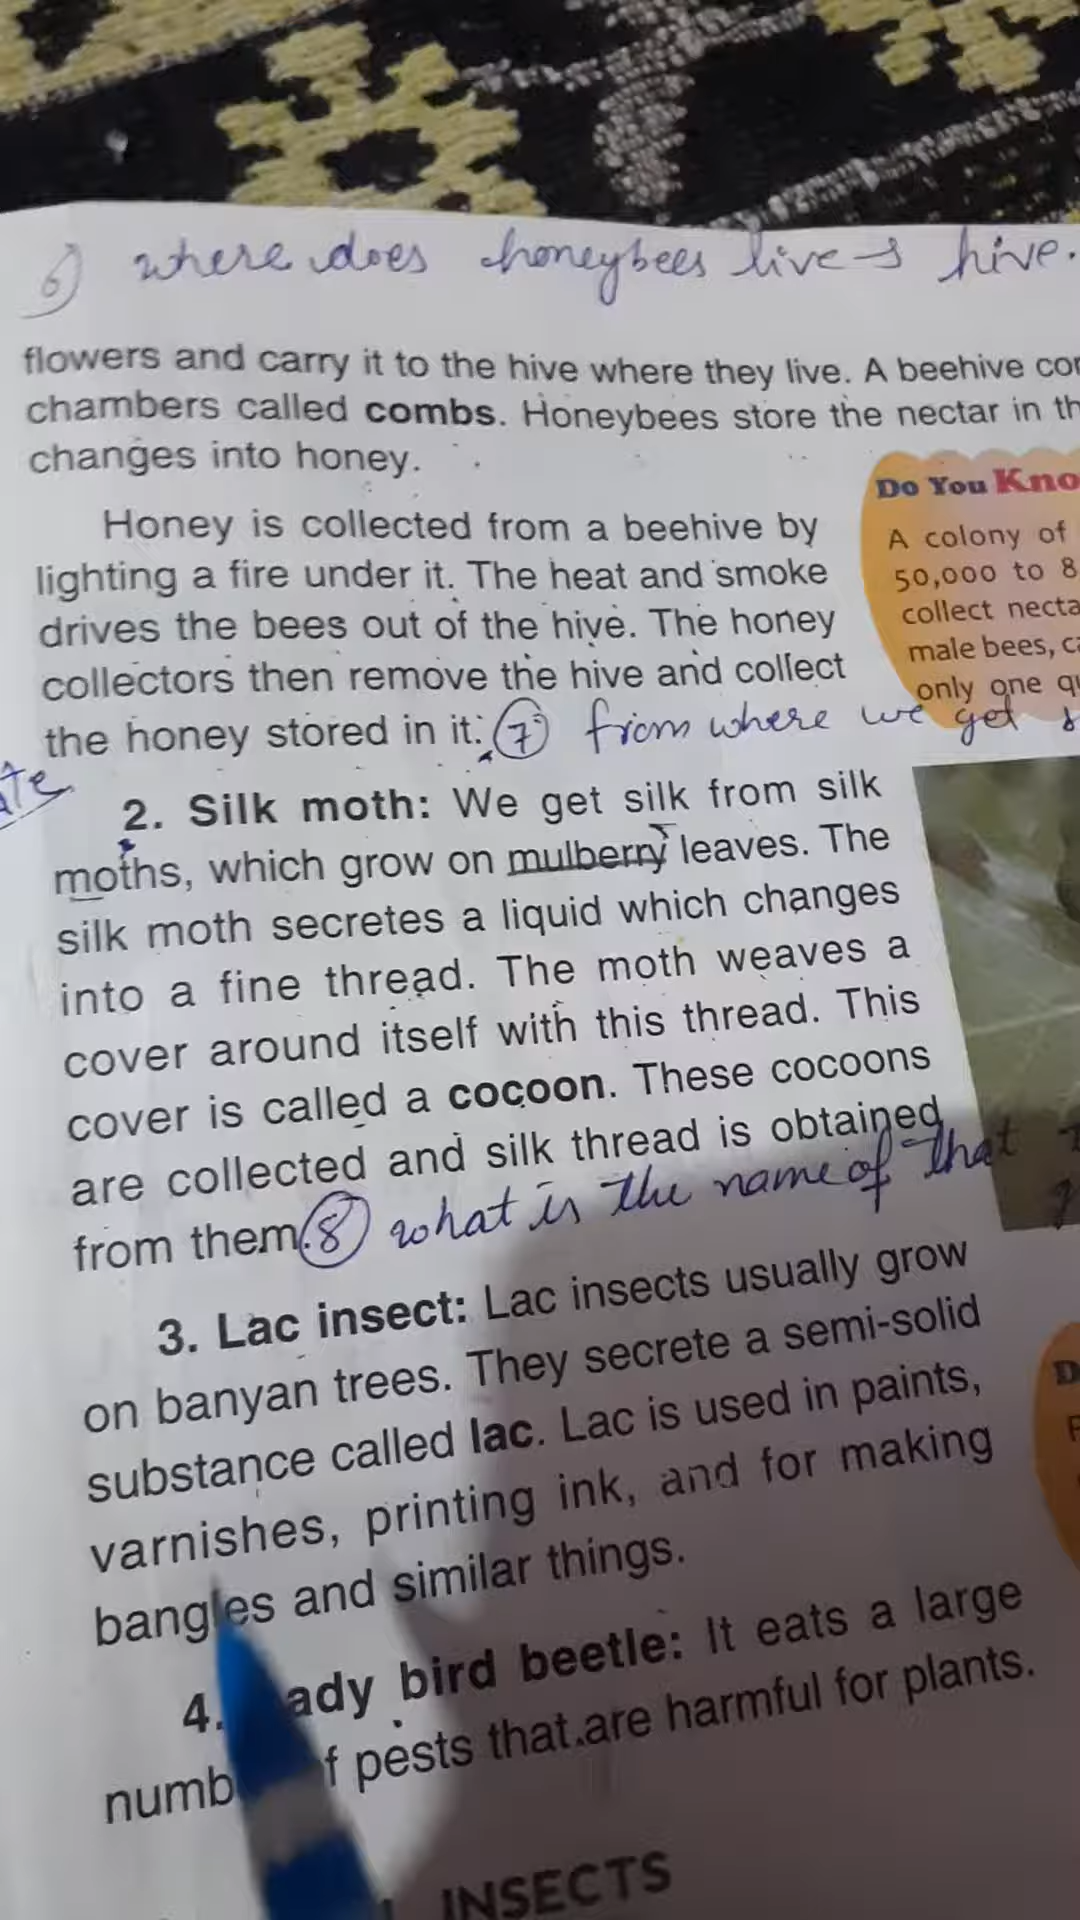 6) where does honeybees live → hive.
flowers and carry it to the hive where they live. A beehive
chambers called combs. Honeybees store the nectar in
changes into honey.
Do You
A colony of
50,000 to
collect
male bees,
only one
Honey is collected from a beehive by
lighting a fire under it. The heat and smoke
drives the bees out of the hive. The honey
collectors then remove the hive and collect
the honey stored in it.
7 from where we get
2. Silk moth: We get silk from silk
moths, which grow on mulberry leaves. The
silk moth secretes a liquid which changes
into a fine thread. The moth weaves a
cover around itself with this thread. This
cover is called a cocoon. These cocoons
are collected and silk thread is obtained
from them. 8 what is the name of that
3. Lac insect: Lac insects usually grow
on banyan trees. They secrete a semi-solid
substance called lac. Lac is used in paints,
varnishes, printing ink, and for making
bangles and similar things.
4. bird beetle: It eats a large
pests that are harmful for plants.
INSECTS